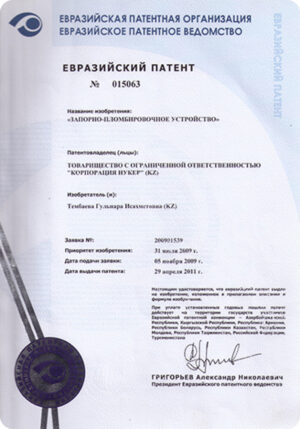 ЕВРАЗИЙСКАЯ ПАТЕНТНАЯ ОРГАНИЗАЦИЯ
ЕВРАЗИЙСКОЕ ПАТЕНТНОЕ ВЕДОМСТВО
ЕВРАЗИЙСКИЙ ПАТЕНТ
ЕВРАЗИЙСКИЙ ПАТЕНТ
№ 015063
Название изобретения:
«ЗАПОРНО-ПЛОМБИРОВОЧНОЕ УСТРОЙСТВО»
Патентовладелец (льцы):
ТОВАРИЩЕСТВО С ОГРАНИЧЕННОЙ ОТВЕТСТВЕННОСТЬЮ
"КОРПОРАЦИЯ НУКЕР" (KZ)
Изобретатель (и):
Тембаева Гульнара (KZ)
Заявка №: 200901539
Приоритет изобретения: 31 июля 2009 г.
Дата подачи заявки: 05 ноября 2009 г.
Дата выдачи патента: 29 апреля 2011 г.
Настоящим удостоверяется, что евразийский патент выдан
на изобретение, изложенное в прилагаемом описании и
формуле изобретения.
При уплате установленных годовых пошлин патент
действует на территории государств участников
Евразийской патентной конвенции – Азербайджанской
Республики, Кыргызской Республики, Республики Армения,
Республики Беларусь, Республики Казахстан, Республики
Молдова, Республики Таджикистан, Российской Федерации,
Туркменистана
ГРИГОРЬЕВ Александр Николаевич
Президент Евразийского патентного ведомства